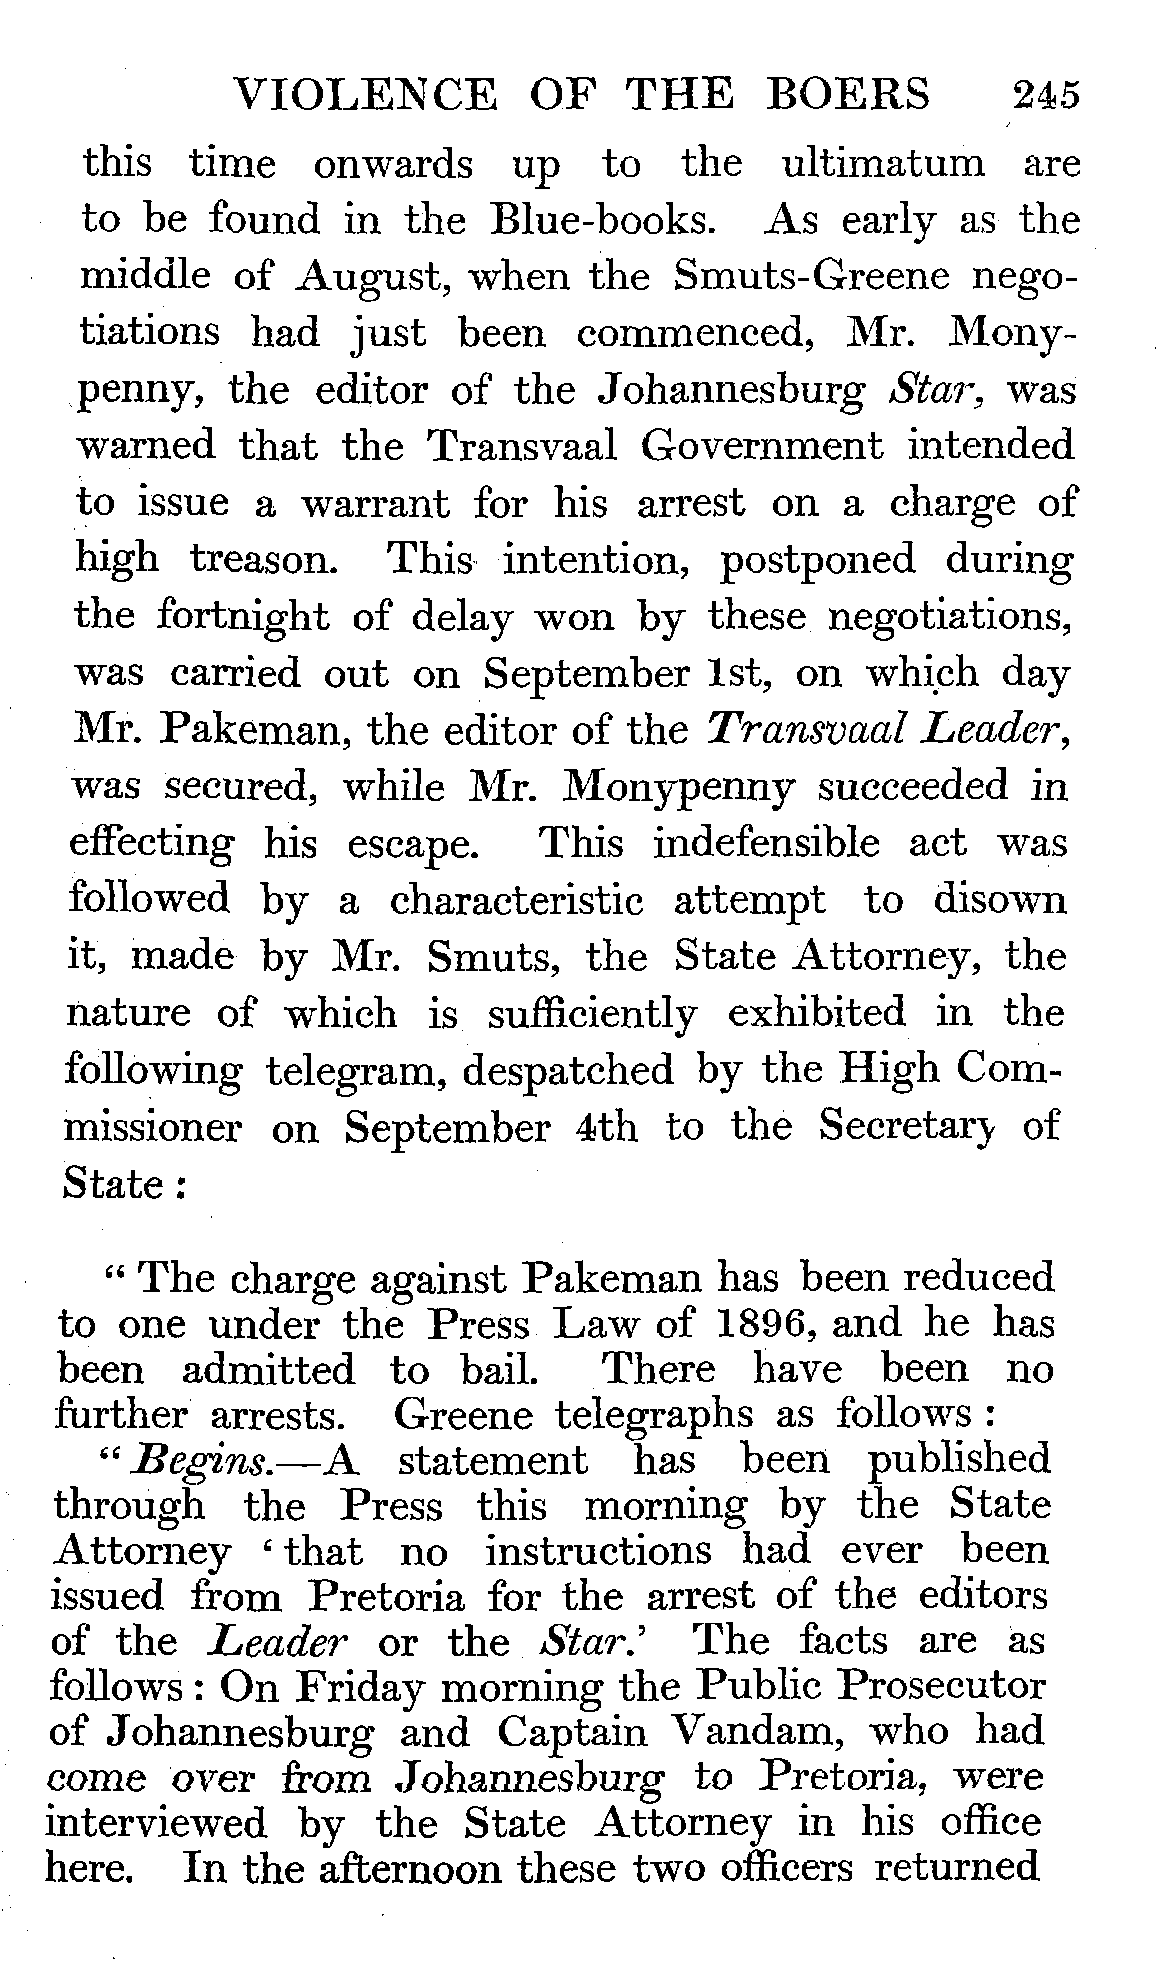 VIOLENCE OF THE BOERS 245
this time onwards up to the ultimatum are
to be found in the Blue-books. As early as the
middle of August, when the Smuts-Greene nego-
tiations had just been commenced, Mr. Mony-
penny, the editor of the Johannesburg Star, was
warned that the Transvaal Government intended
to issue a warrant for his arrest on a charge of
high treason. This intention, postponed during
the fortnight of delay won by these negotiations,
was carried out on September 1st, on which day
Mr. Pakeman, the editor of the Transvaal Leader,
was secured, while Mr. Monypenny succeeded in
effecting his escape. This indefensible act was
followed by a characteristic attempt to disown
it, made by Mr. Smuts, the State Attorney, the
nature of which is sufficiently exhibited in the
following telegram, despatched by the High Com-
missioner on September 4th to the Secretary of
State :
“ The charge against Pakeman has been reduced
to one under the Press Law of 1896, and he has
been admitted to bail. There have been no
further arrests. Greene telegraphs as follows :
“ Begins.—A statement has been published
through the Press this morning by the State
Attorney ‘ that no instructions had ever been
issued from Pretoria for the arrest of the editors
of the Leader or the Star.’ The facts are as
follows : On Friday morning the Public Prosecutor
of Johannesburg and Captain Vandam, who had
come over from Johannesburg to Pretoria, were
interviewed by the State Attorney in his office
here. In the afternoon these two officers returned